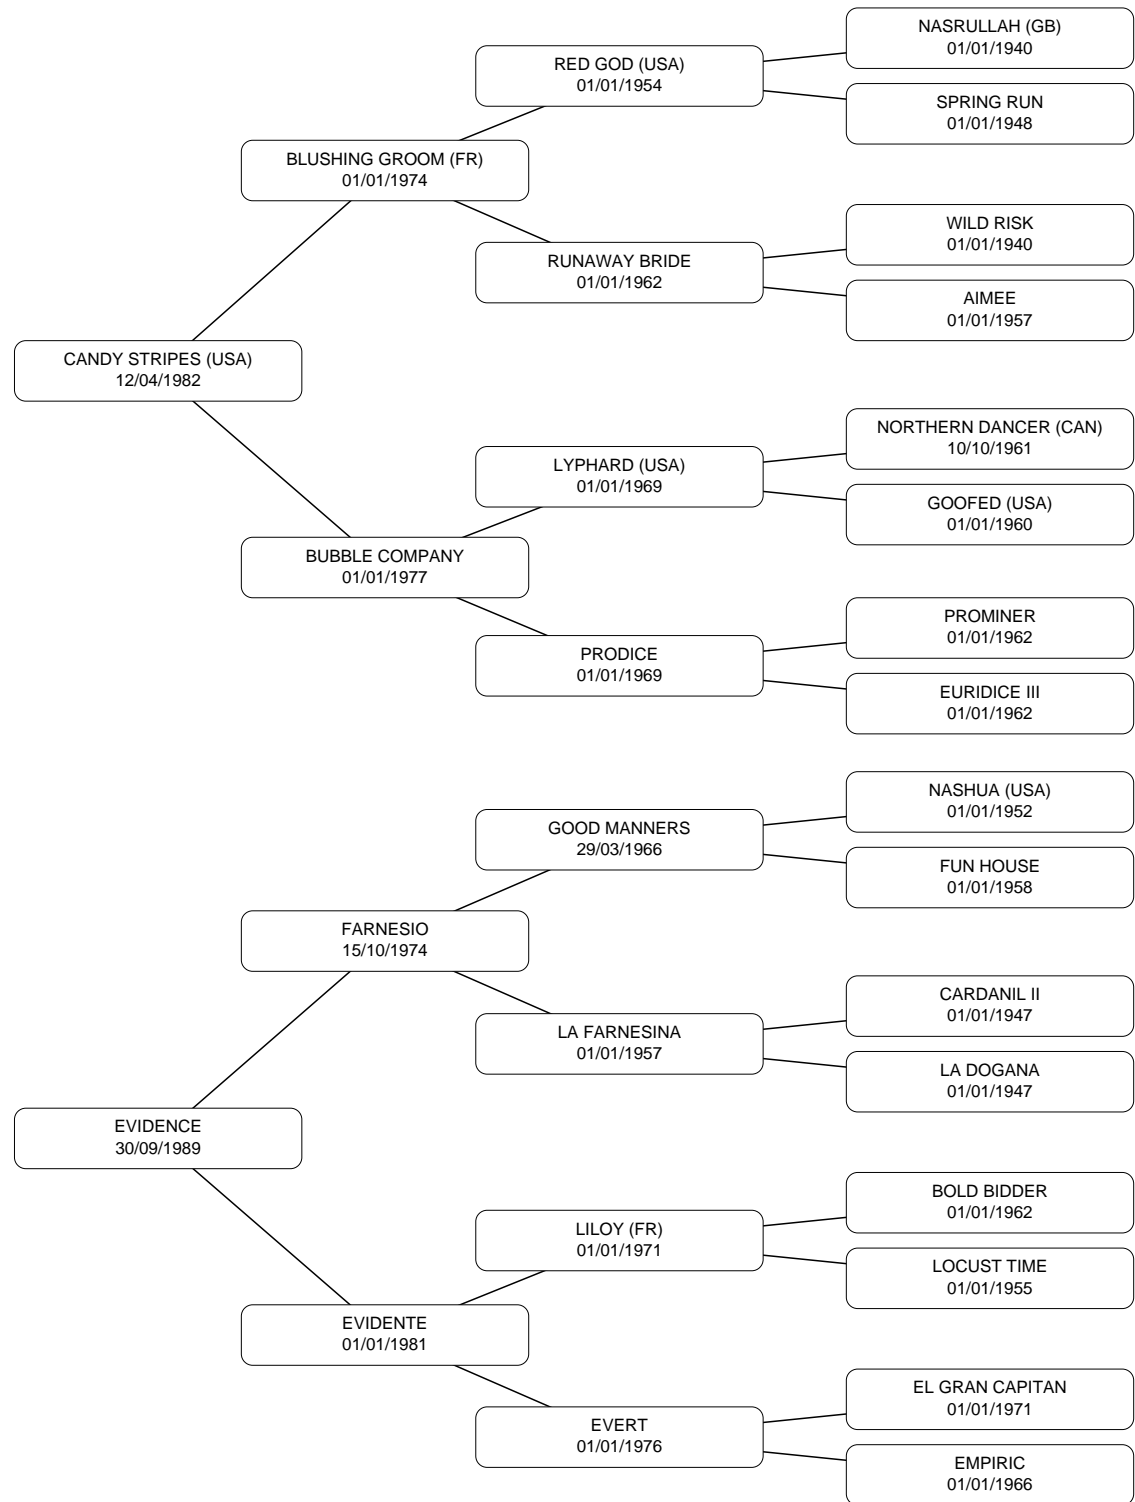 NASRULLAH (GB)
01/01/1940
RED GOD (USA)
01/01/1954
SPRING RUN
01/01/1948
BLUSHING GROOM (FR)
01/01/1974
WILD RISK
01/01/1940
RUNAWAY BRIDE
01/01/1962
AIMEE
01/01/1957
CANDY STRIPES (USA)
12/04/1982
NORTHERN DANCER (CAN)
10/10/1961
LYPHARD (USA)
01/01/1969
GOOFED (USA)
01/01/1960
BUBBLE COMPANY
01/01/1977
PROMINER
01/01/1962
PRODICE
01/01/1969
EURIDICE III
01/01/1962
NASHUA (USA)
01/01/1952
GOOD MANNERS
29/03/1966
FUN HOUSE
01/01/1958
FARNESIO
15/10/1974
CARDANIL II
01/01/1947
LA FARNESINA
01/01/1957
LA DOGANA
01/01/1947
EVIDENCE
30/09/1989
BOLD BIDDER
01/01/1962
LILOY (FR)
01/01/1971
LOCUST TIME
01/01/1955
EVIDENTE
01/01/1981
EL GRAN CAPITAN
01/01/1971
EVERT
01/01/1976
EMPIRIC
01/01/1966